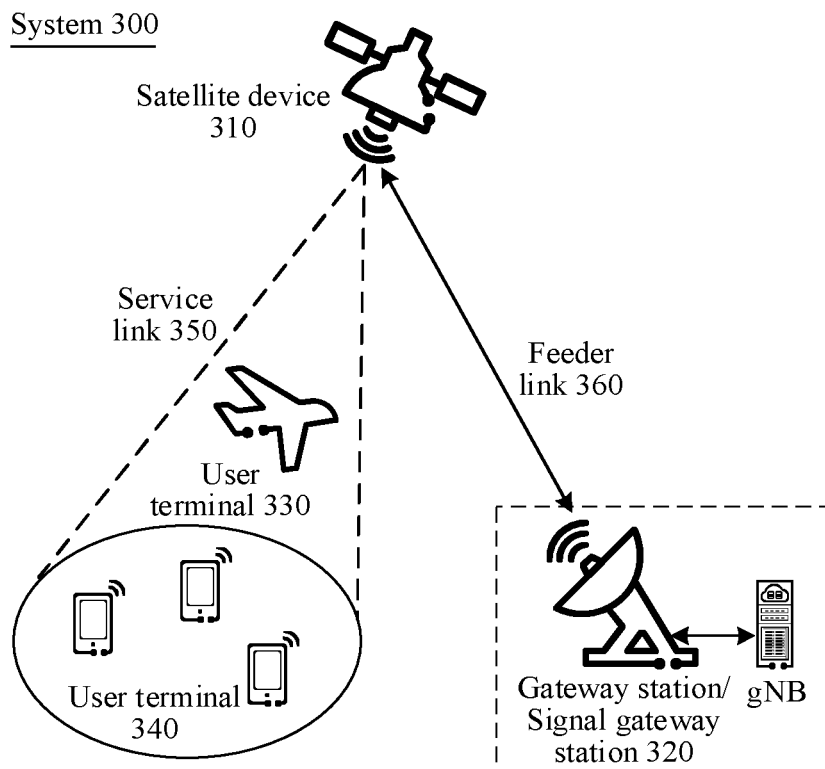 System 300
Satellite device
310
Service
link 350
Feeder
link 360
User
terminal 330
User terminal
340
Gateway station/
Signal gateway
station 320
gNB